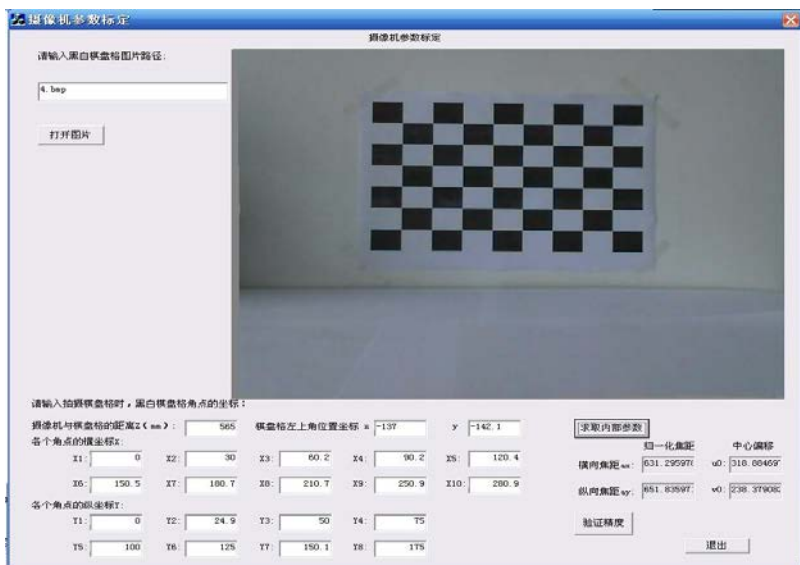 摄像机参数标定
摄像机参数标定
请输入黑白棋盘格图片路径:
4.bmp
打开图片
请输入拍摄棋盘格时，黑白棋盘格角点的坐标：
摄像机与棋盘格的距离Z(mm): 565 棋盘格左上角位置坐标 x -137 y -142.1 求取内部参数
各个角点的横坐标X: 归一化焦距 中心偏移
X1: 0 X2: 30 X3: 60.2 X4: 90.2 X5: 120.4 横向焦距ax: 631.29597( u0: 318.88469
X6: 150.5 X7: 180.7 X8: 210.7 X9: 250.9 X10: 280.9 纵向焦距ay: 651.83597: v0: 238.37908
各个角点的纵坐标Y:
Y1: 0 Y2: 24.9 Y3: 50 Y4: 75 验证精度
Y5: 100 Y6: 125 Y7: 150.1 Y8: 175 退出